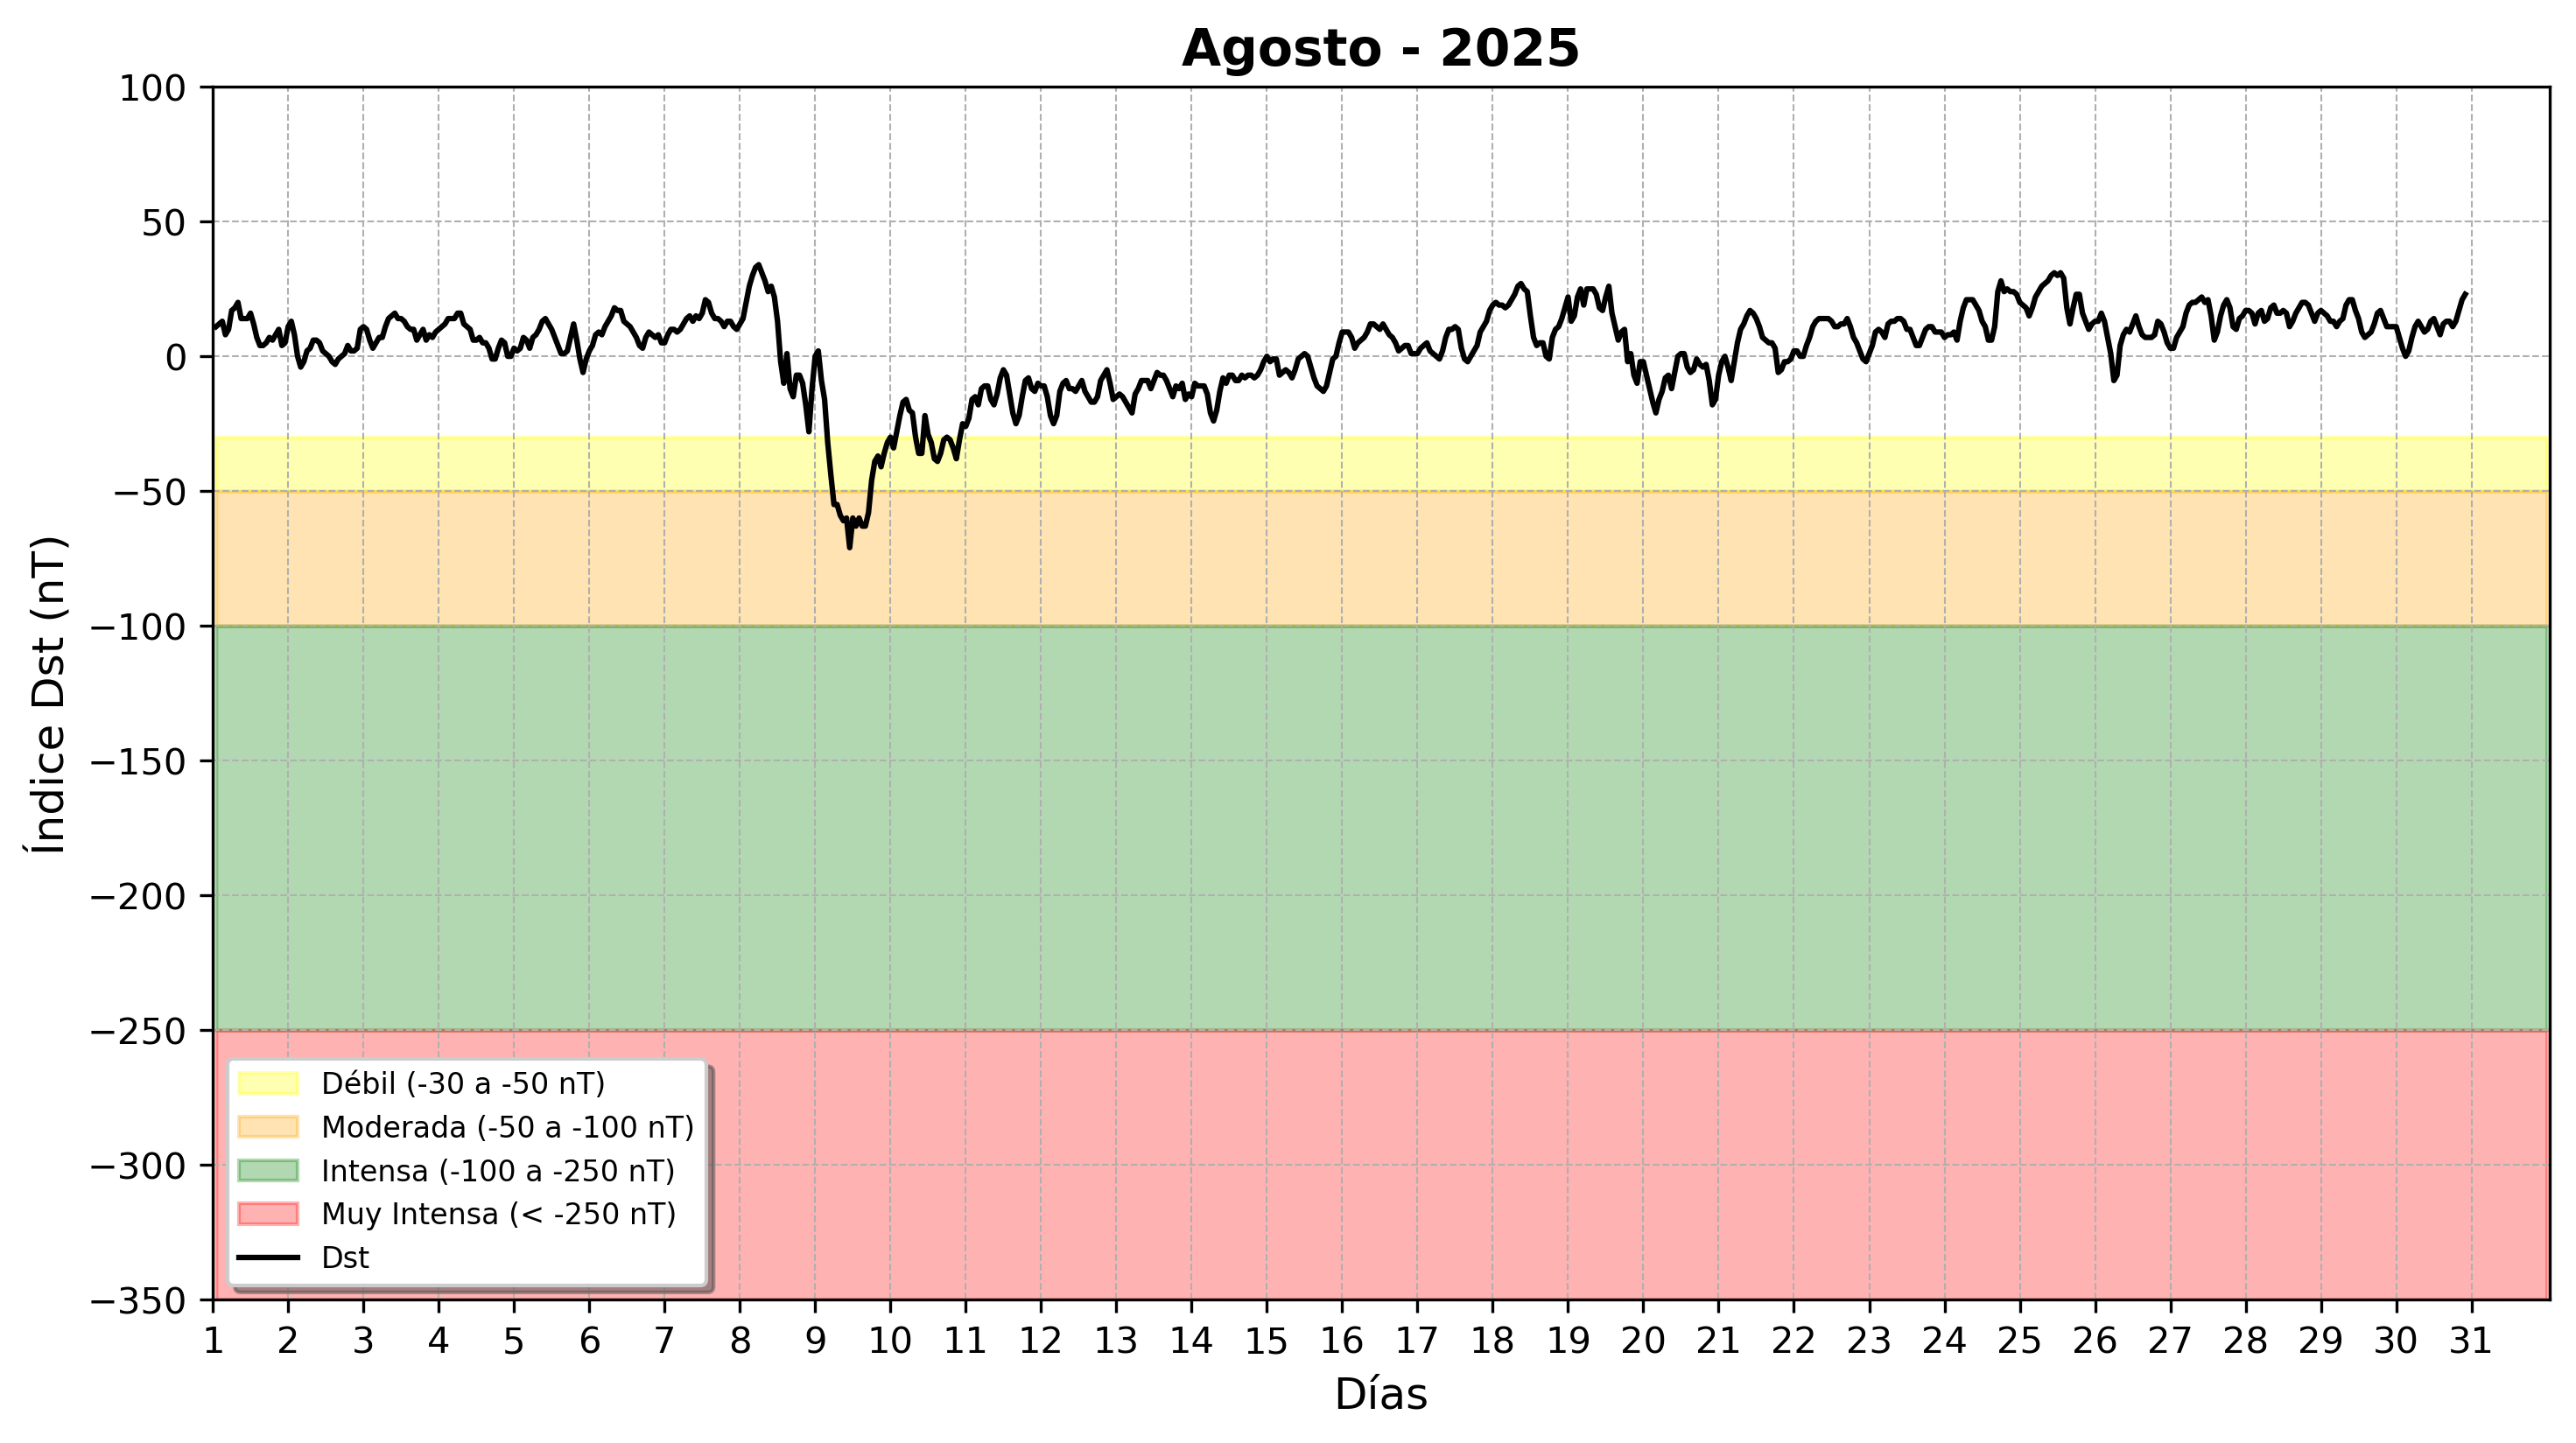 Agosto - 2025
100
50
0
−50
−100
−150
−200
−250
−300
−350
Índice Dst (nT)
Débil (-30 a -50 nT)
Moderada (-50 a -100 nT)
Intensa (-100 a -250 nT)
Muy Intensa (< -250 nT)
Dst
1 2 3 4 5 6 7 8 9 10 11 12 13 14 15 16 17 18 19 20 21 22 23 24 25 26 27 28 29 30 31
Días